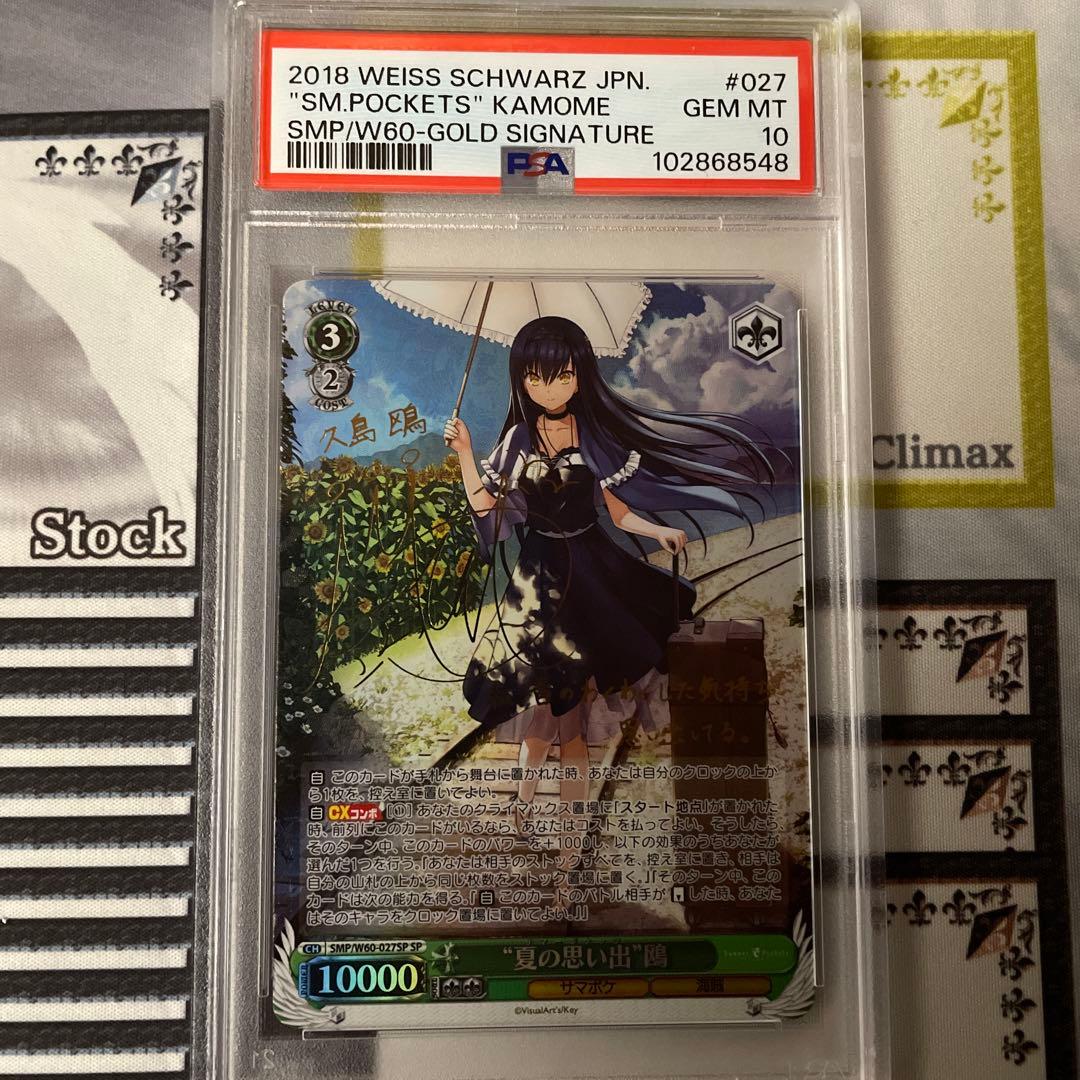 2018 WEISS SCHWARZ JPN. #027
"SM.POCKETS" KAMOME GEM MT
SMP/W60-GOLD SIGNATURE 10
PSA 102868548
LEVEL
3
2
COST
久島 鴎
Stock
Climax
した気持
自 このカードが手札から舞台に置かれた時、あなたは自分のクロックの上か
ら1枚を、控え室に置いてよい。
自 CXコンボ [①] あなたのクライマックス置場に「スタート地点」が置かれた
時、前列にこのカードがいるなら、あなたはコストを払ってよい。そうしたら、
そのターン中、このカードのパワーを+1000し、以下の効果のうちあなたが
選んだ1つを行う。『あなたは相手のストックすべてを、控え室に置き、相手は
自分の山札の上から同じ枚数をストック置場に置く。』『そのターン中、この
カードは次の能力を得る。『自 このカードのバトル相手が した時、あなた
はそのキャラをクロック置場に置いてよい。』』
CH SMP/W60-027SP SP
"夏の思い出"鴎
Summer Pockets
POWER
10000
サマポケ
海賊
©VisualArt's/Key